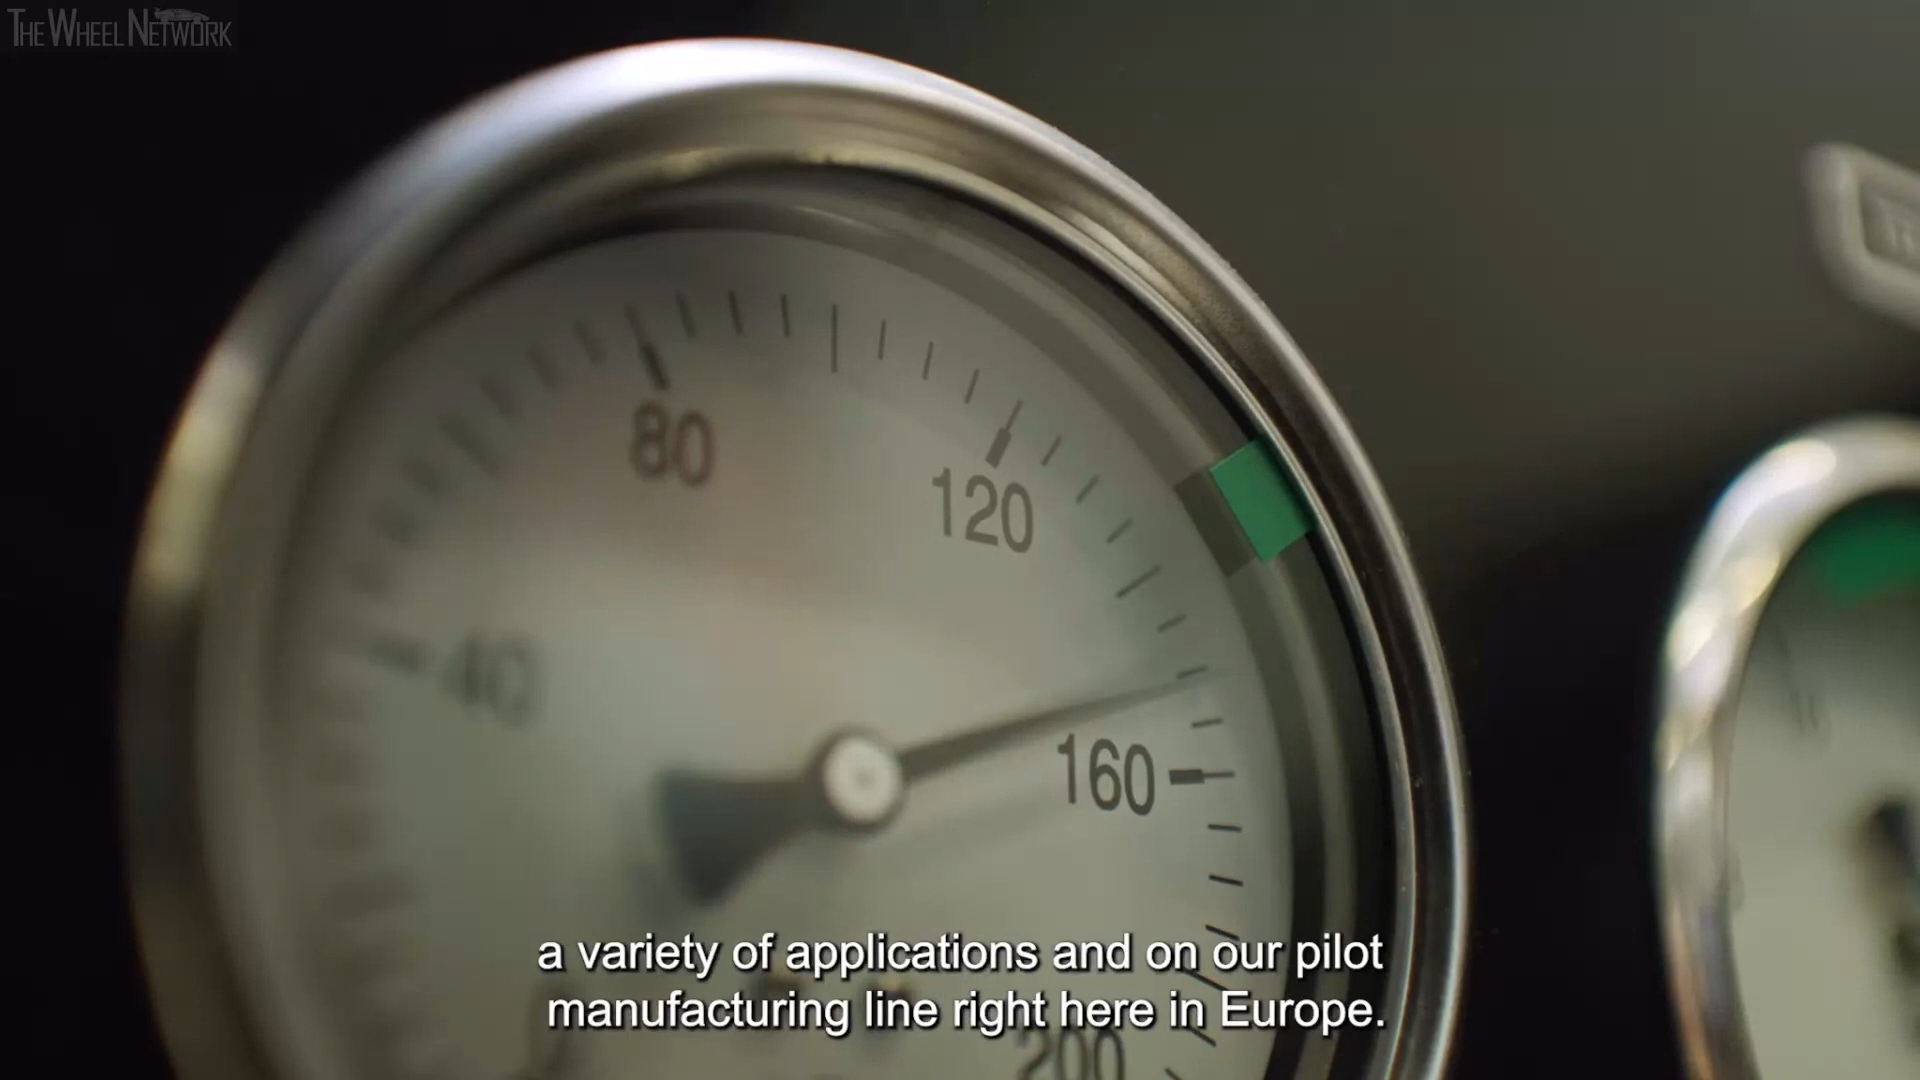 THE WHEEL NETWORK
80
120
40
160
a variety of applications and on our pilot
manufacturing line right here in Europe.
200